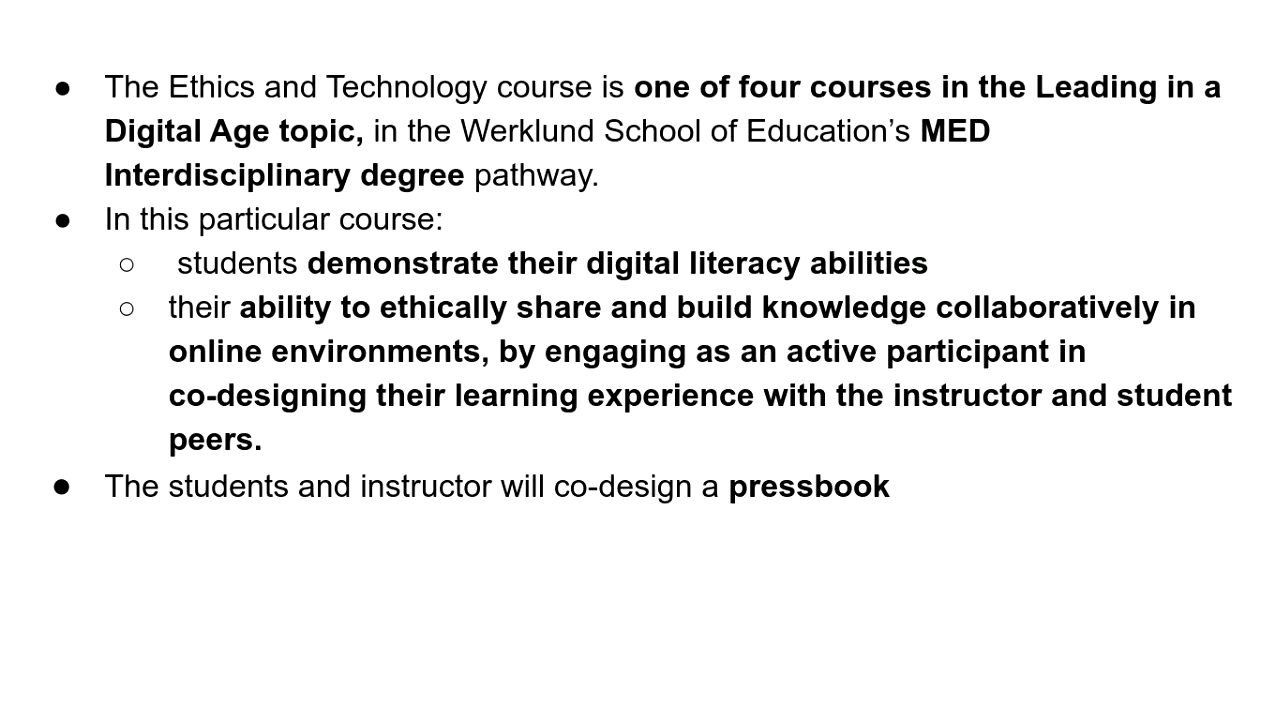 ● The Ethics and Technology course is one of four courses in the Leading in a
Digital Age topic, in the Werklund School of Education’s MED
Interdisciplinary degree pathway.
● In this particular course:
○ students demonstrate their digital literacy abilities
○ their ability to ethically share and build knowledge collaboratively in
online environments, by engaging as an active participant in
co-designing their learning experience with the instructor and student
peers.
● The students and instructor will co-design a pressbook